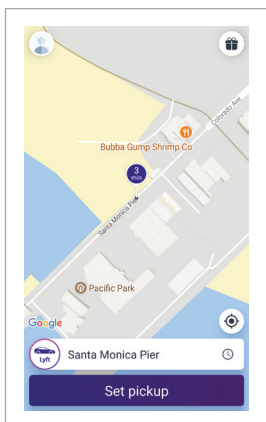 Colorado Ave
Bubba Gump Shrimp Co
3
min
Santa Monica Pier
Pacific Park
Google
Lyft
Santa Monica Pier
Set pickup